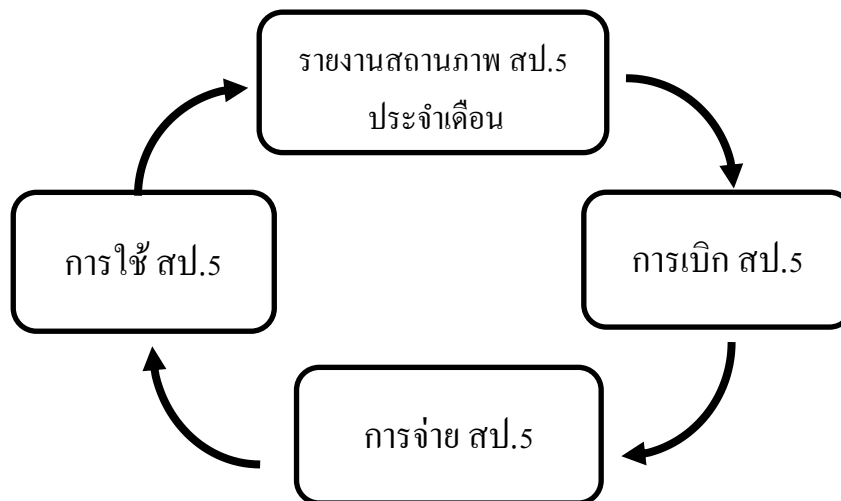 รายงานสถานภาพ สป.5
ประจำเดือน
การใช้ สป.5
การเบิก สป.5
การจ่าย สป.5